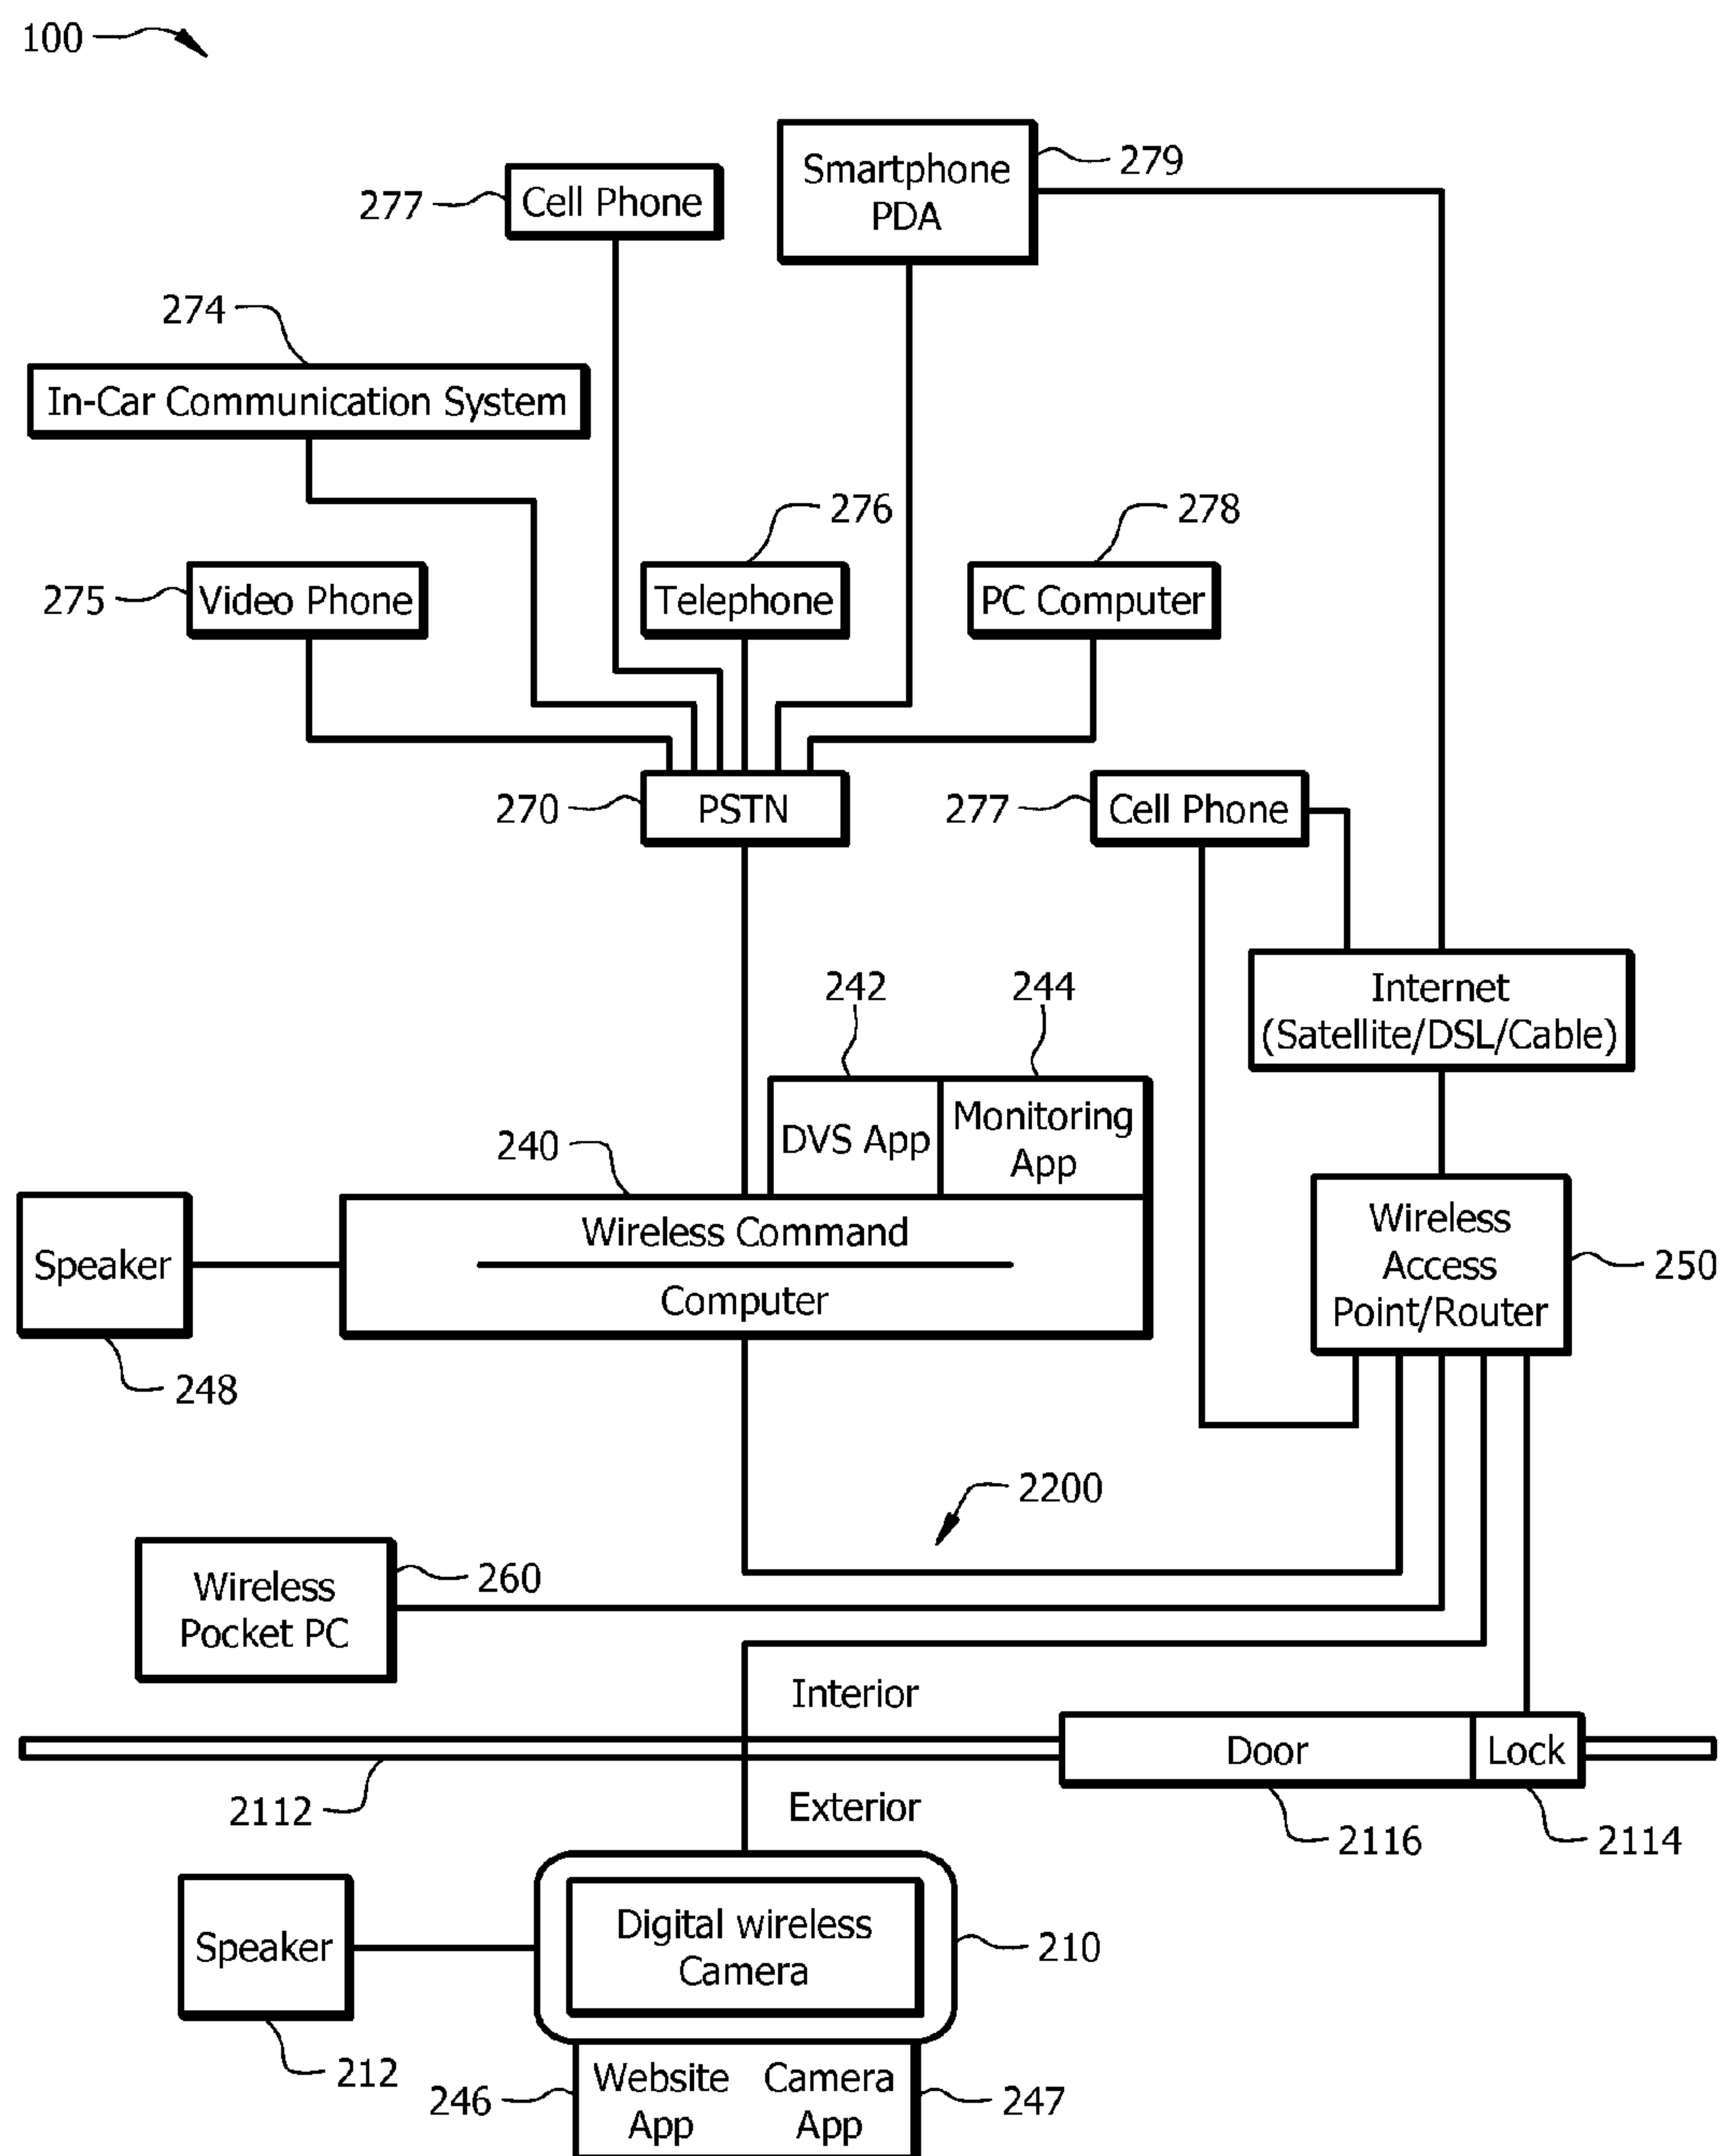 100
279
Smartphone
PDA
277
Cell Phone
274
In-Car Communication System
276
278
275
Video Phone
Telephone
PC Computer
270
PSTN
277
Cell Phone
242
244
Internet
(Satellite/DSL/Cable)
DVS App
Monitoring
App
240
Wireless Command
Computer
Speaker
248
Wireless
Access
Point/Router
250
2200
Wireless
Pocket PC
260
Interior
Door
Lock
2112
Exterior
2116
2114
Speaker
212
Digital wireless
Camera
210
246
Website
App
Camera
App
247